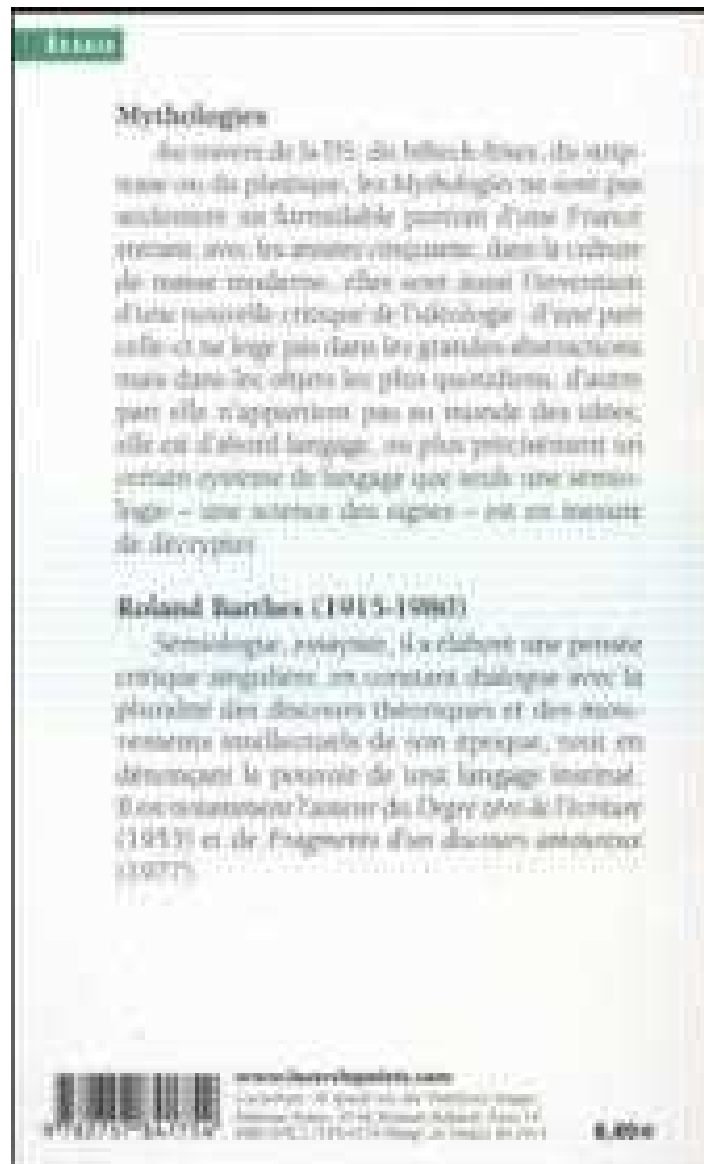 Essais
Mythologies
Au travers de la DS, du bifteck-frites, du strip-
tease ou du plastique, les Mythologies ne sont pas
seulement un formidable portrait d'une France
entrant, avec les années cinquante, dans la culture
de masse moderne, elles sont aussi l'invention
d'une nouvelle critique de l'idéologie : d'une part
celle-ci ne loge pas dans les grandes abstractions
mais dans les objets les plus quotidiens, d'autre
part elle n'appartient pas au monde des idées,
elle est d'abord langage, ou plus précisément un
certain système de langage que seule une sémio-
logie – une science des signes – est en mesure
de décrypter.
Roland Barthes (1915-1980)
Sémiologue, essayiste, il a élaboré une pensée
critique singulière, en constant dialogue avec la
pluralité des discours théoriques et des mou-
vements intellectuels de son époque, tout en
dénonçant le pouvoir de tout langage institué.
Il est notamment l'auteur du Degré zéro de l'écriture
(1953) et de Fragments d'un discours amoureux
(1977).
www.lecerclepoints.com